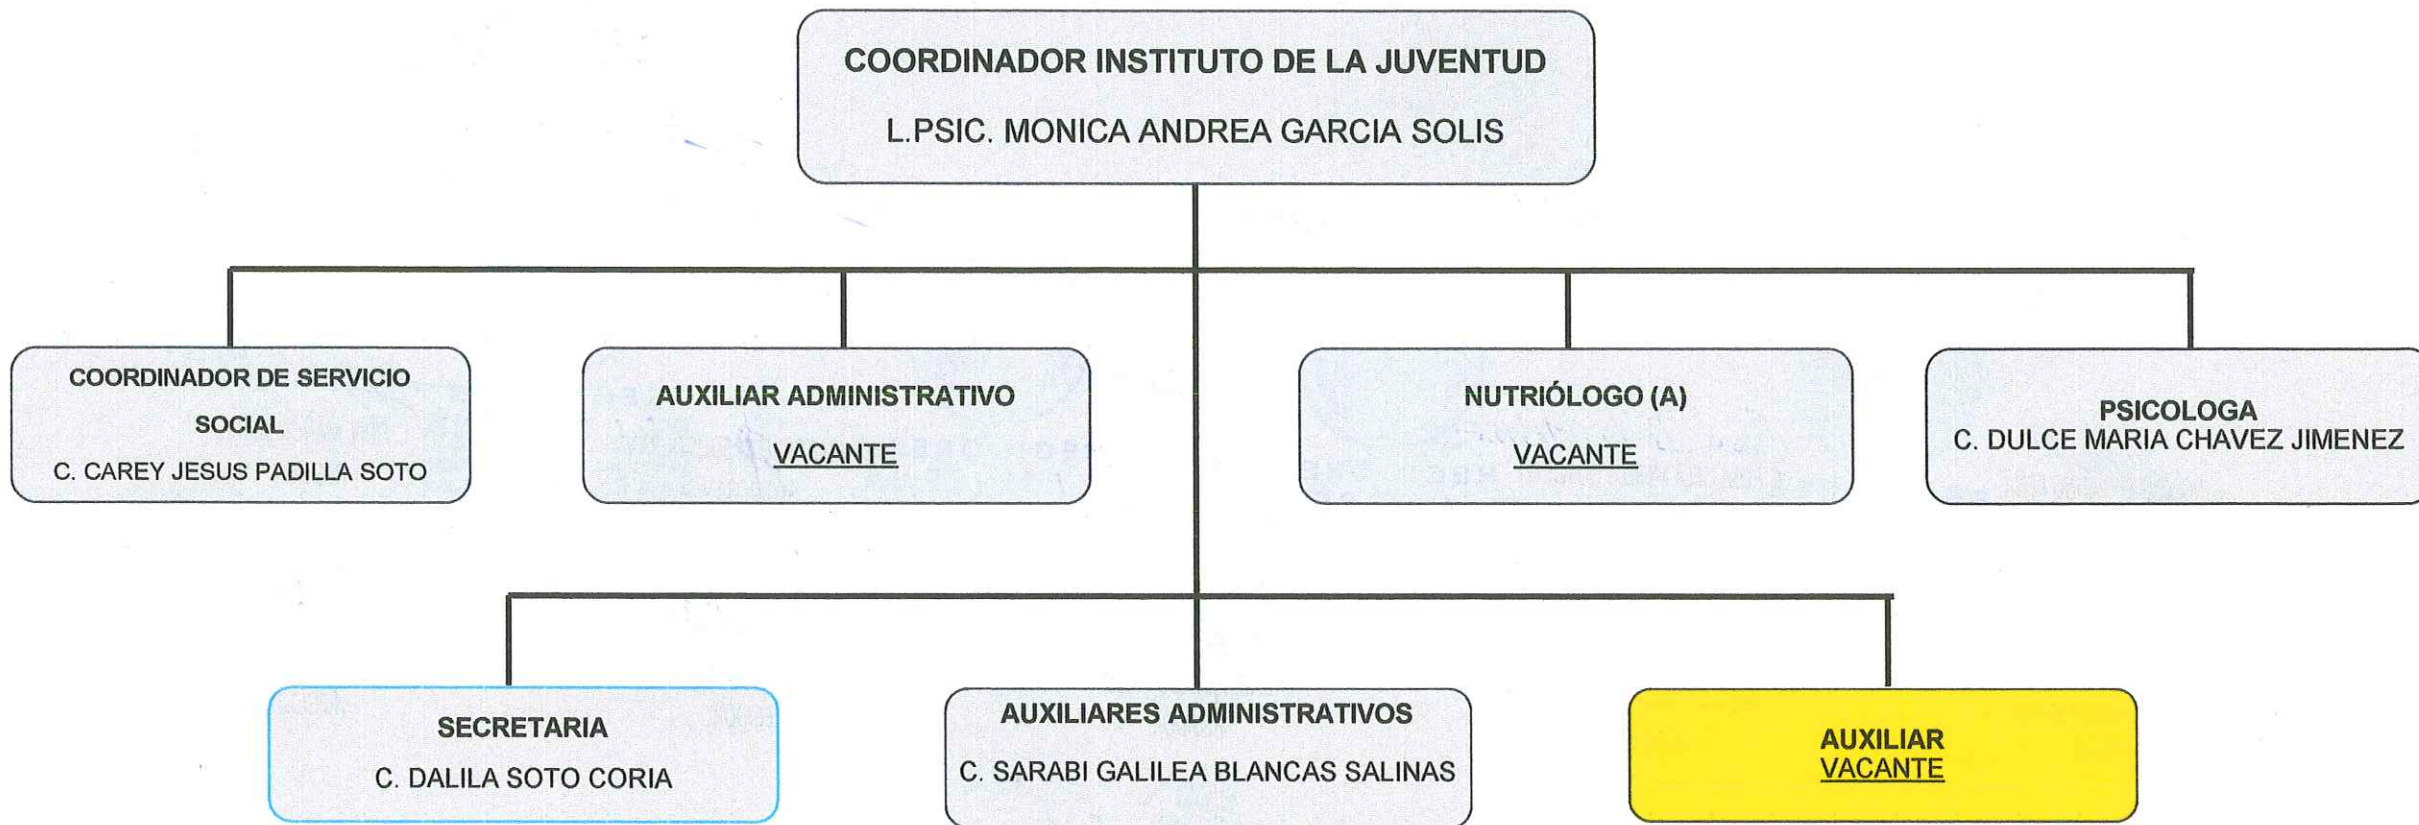 COORDINADOR INSTITUTO DE LA JUVENTUD
L.PSIC. MONICA ANDREA GARCIA SOLIS
COORDINADOR DE SERVICIO
SOCIAL
C. CAREY JESUS PADILLA SOTO
AUXILIAR ADMINISTRATIVO
VACANTE
NUTRIÓLOGO (A)
VACANTE
PSICOLOGA
C. DULCE MARIA CHAVEZ JIMENEZ
SECRETARIA
C. DALILA SOTO CORIA
AUXILIARES ADMINISTRATIVOS
C. SARABI GALILEA BLANCAS SALINAS
AUXILIAR
VACANTE